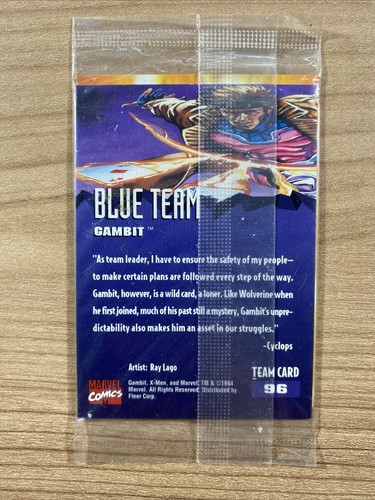 BLUE TEAM
GAMBIT ™
"As team leader, I have to ensure the safety of my people—
to make certain plans are followed every step of the way.
Gambit, however, is a wild card, a loner. Like Wolverine when
he first joined, much of his past still a mystery, Gambit's unpre-
dictability also makes him an asset in our struggles."
-Cyclops
Artist: Ray Lago
TEAM CARD
96
MARVEL
COMICS
Gambit, X-Men, and Marvel: TM & ©1994
Marvel. All Rights Reserved. Distributed by
Fleer Corp.